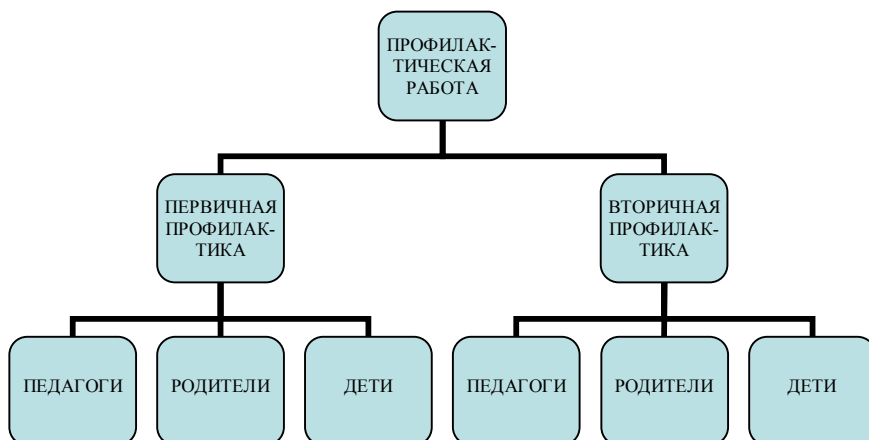 ПРОФИЛАК-
ТИЧЕСКАЯ
РАБОТА
ПЕРВИЧНАЯ
ПРОФИЛАК-
ТИКА
ВТОРИЧНАЯ
ПРОФИЛАК-
ТИКА
ПЕДАГОГИ
РОДИТЕЛИ
ДЕТИ
ПЕДАГОГИ
РОДИТЕЛИ
ДЕТИ